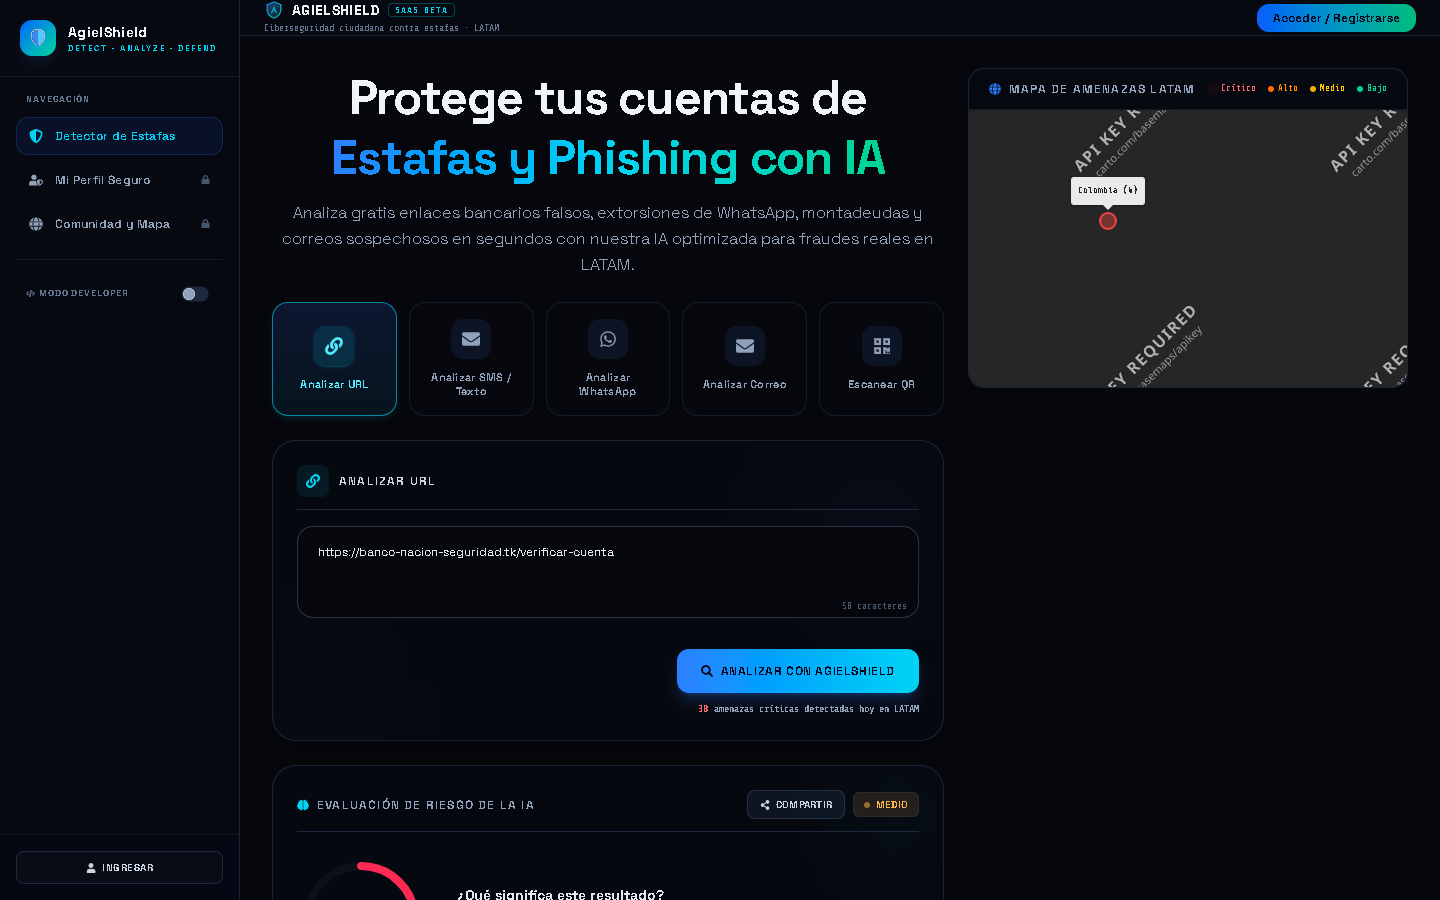 AgielShield
DETECT · ANALYZE · DEFEND
NAVEGACIÓN
Detector de Estafas
Mi Perfil Seguro
Comunidad y Mapa
</> MODO DEVELOPER
INGRESAR
AGIELSHIELD SAAS BETA
Ciberseguridad ciudadana contra estafas · LATAM
Acceder / Registrarse
Protege tus cuentas de
Estafas y Phishing con IA
Analiza gratis enlaces bancarios falsos, extorsiones de WhatsApp, montadeudas y
correos sospechosos en segundos con nuestra IA optimizada para fraudes reales en
LATAM.
Analizar URL
Analizar SMS /
Texto
Analizar
WhatsApp
Analizar Correo
Escanear QR
ANALIZAR URL
https://banco-nacion-seguridad.tk/verificar-cuenta
50 caracteres
ANALIZAR CON AGIELSHIELD
38 amenazas críticas detectadas hoy en LATAM
EVALUACIÓN DE RIESGO DE LA IA
COMPARTIR
MEDIO
¿Qué significa este resultado?
MAPA DE AMENAZAS LATAM
Crítico
Alto
Medio
Bajo
API KEY R
carto.com/basem
API KEY R
carto.com/base
Colombia (4)
EY REQUIRED
asemaps/apikey
EY REQ
asemaps